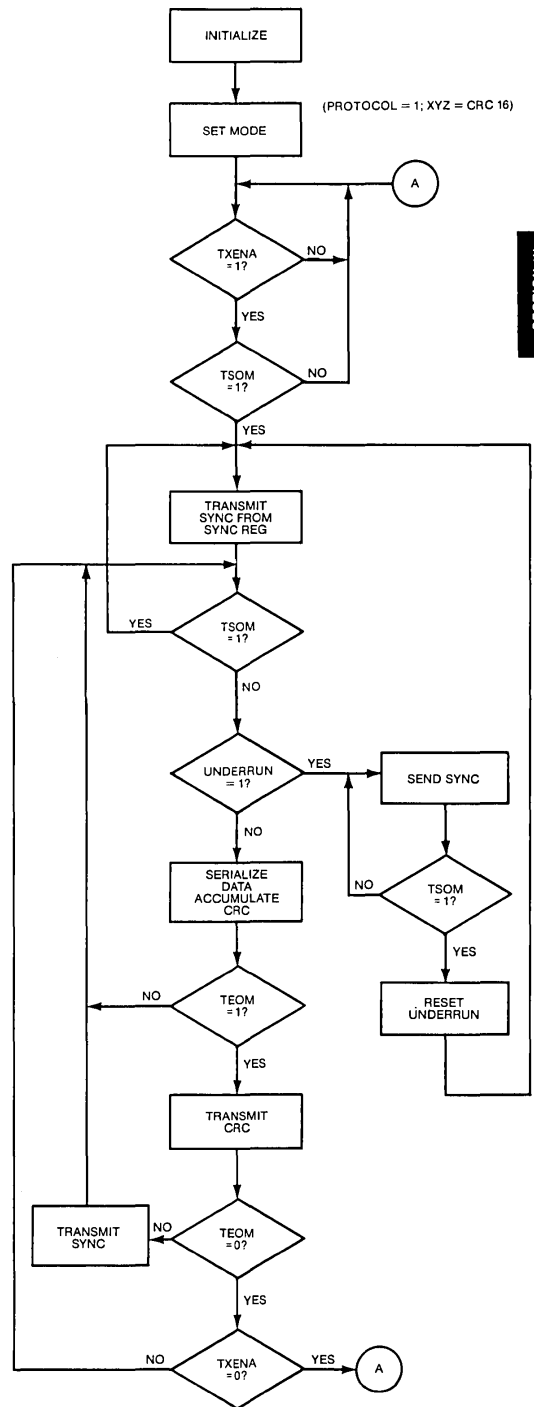 INITIALIZE
SET MODE
(PROTOCOL = 1; XYZ = CRC 16)
A
TXENA
= 1?
NO
YES
TSOM
= 1?
NO
YES
TRANSMIT
SYNC FROM
SYNC REG
YES
TSOM
= 1?
NO
UNDERRUN
= 1?
YES
SEND SYNC
NO
SERIALIZE
DATA
ACCUMULATE
CRC
NO
TSOM
= 1?
YES
NO
TEOM
= 1?
RESET
UNDERRUN
YES
TRANSMIT
CRC
TRANSMIT
SYNC
NO
TEOM
= 0?
YES
NO
TXENA
= 0?
YES
A